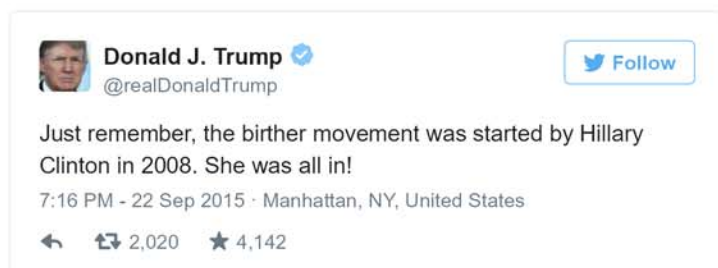 Donald J. Trump
Follow
@realDonaldTrump
Just remember, the birther movement was started by Hillary
Clinton in 2008. She was all in!
7:16 PM - 22 Sep 2015 · Manhattan, NY, United States
2,020 4,142